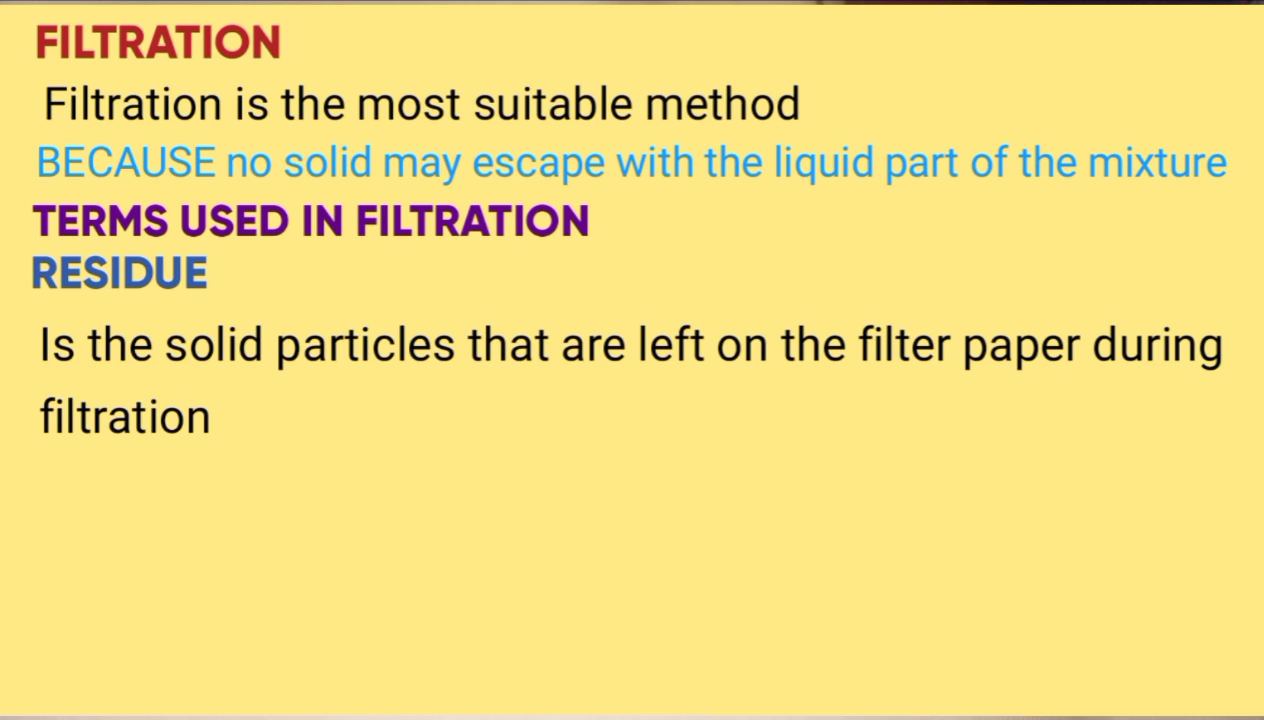 FILTRATION
Filtration is the most suitable method
BECAUSE no solid may escape with the liquid part of the mixture
TERMS USED IN FILTRATION
RESIDUE
Is the solid particles that are left on the filter paper during
filtration